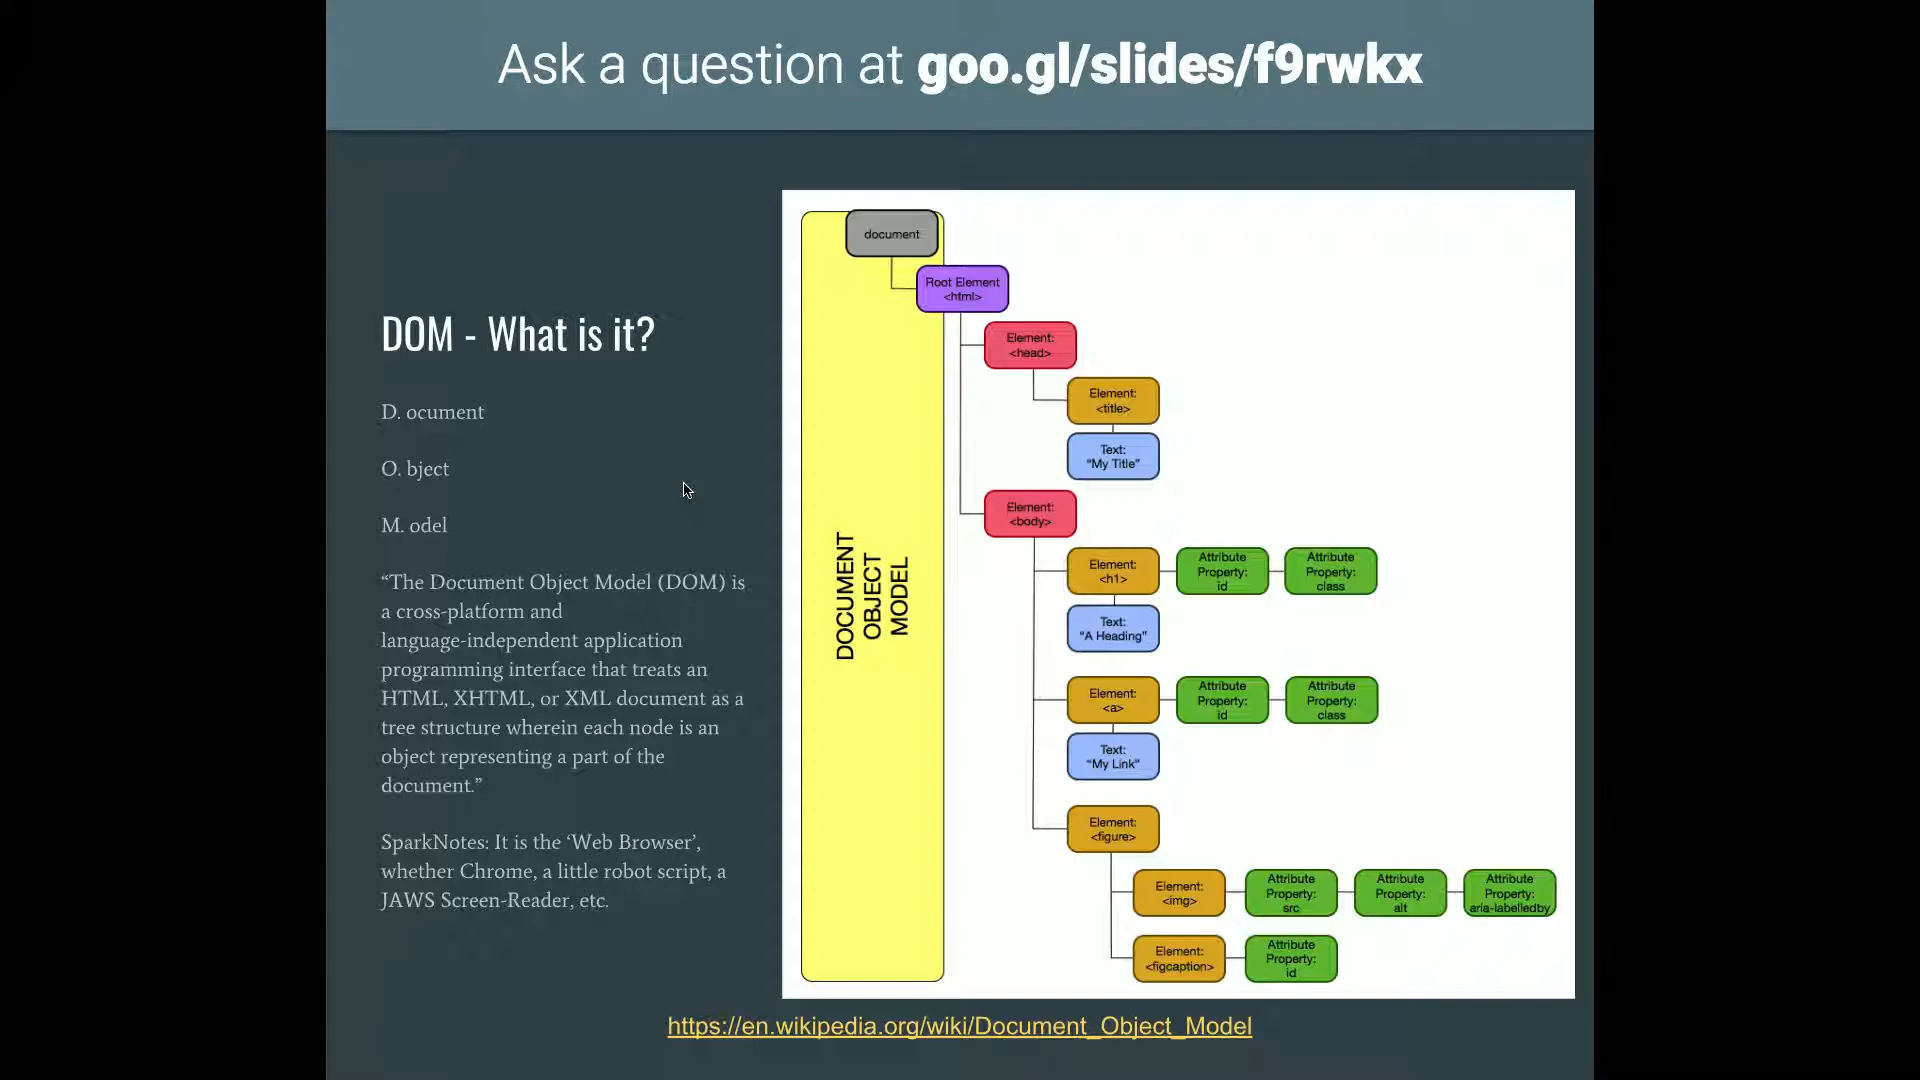 Ask a question at goo.gl/slides/f9rwkx
DOM - What is it?
D. ocument
O. bject
M. odel
“The Document Object Model (DOM) is
a cross-platform and
language-independent application
programming interface that treats an
HTML, XHTML, or XML document as a
tree structure wherein each node is an
object representing a part of the
document.”
SparkNotes: It is the ‘Web Browser’,
whether Chrome, a little robot script, a
JAWS Screen-Reader, etc.
DOCUMENT
OBJECT
MODEL
document
Root Element
<html>
Element:
<head>
Element:
<title>
Text:
“My Title”
Element:
<body>
Element:
<h1>
Attribute
Property:
id
Attribute
Property:
class
Text:
“A Heading”
Element:
<a>
Attribute
Property:
id
Attribute
Property:
class
Text:
“My Link”
Element:
<figure>
Element:
<img>
Attribute
Property:
src
Attribute
Property:
alt
Attribute
Property:
aria-labelledby
Element:
<figcaption>
Attribute
Property:
id
https://en.wikipedia.org/wiki/Document_Object_Model